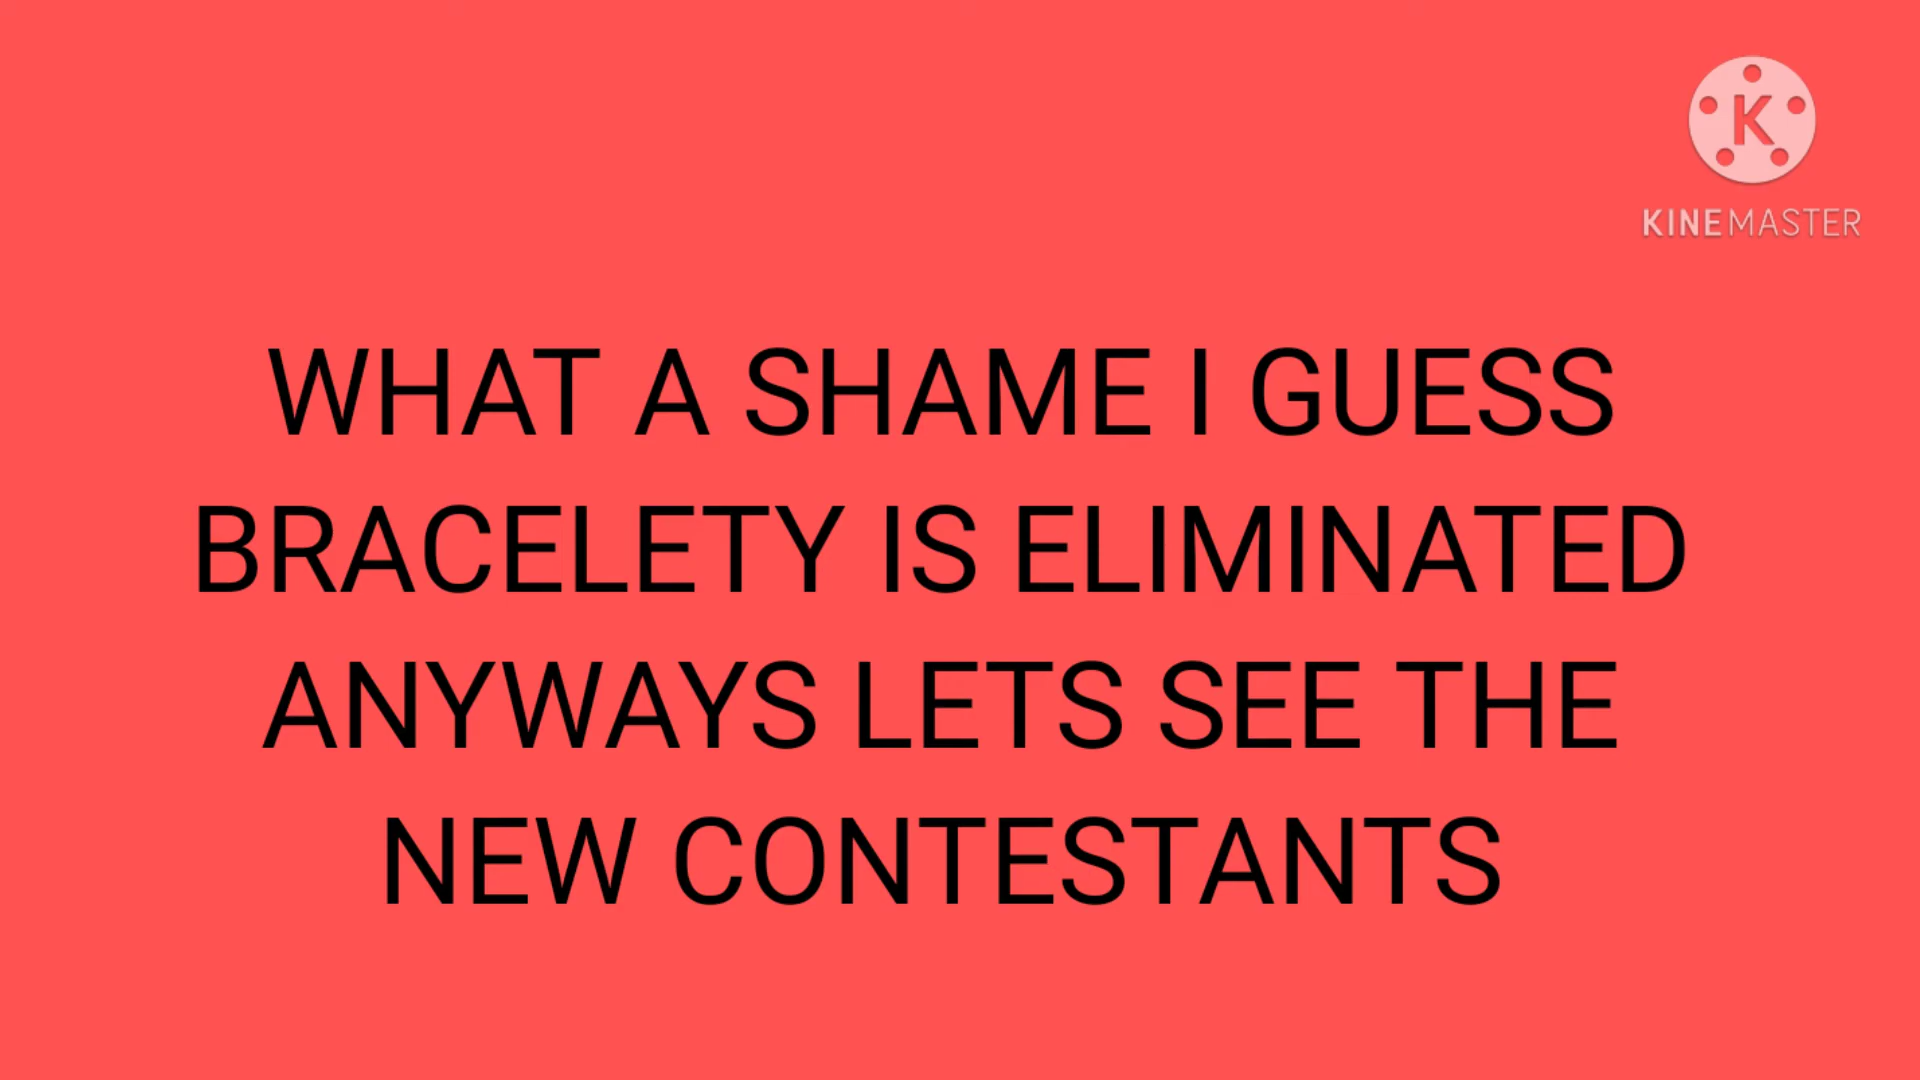 K
KINEMASTER
WHAT A SHAME I GUESS
BRACELETY IS ELIMINATED
ANYWAYS LETS SEE THE
NEW CONTESTANTS